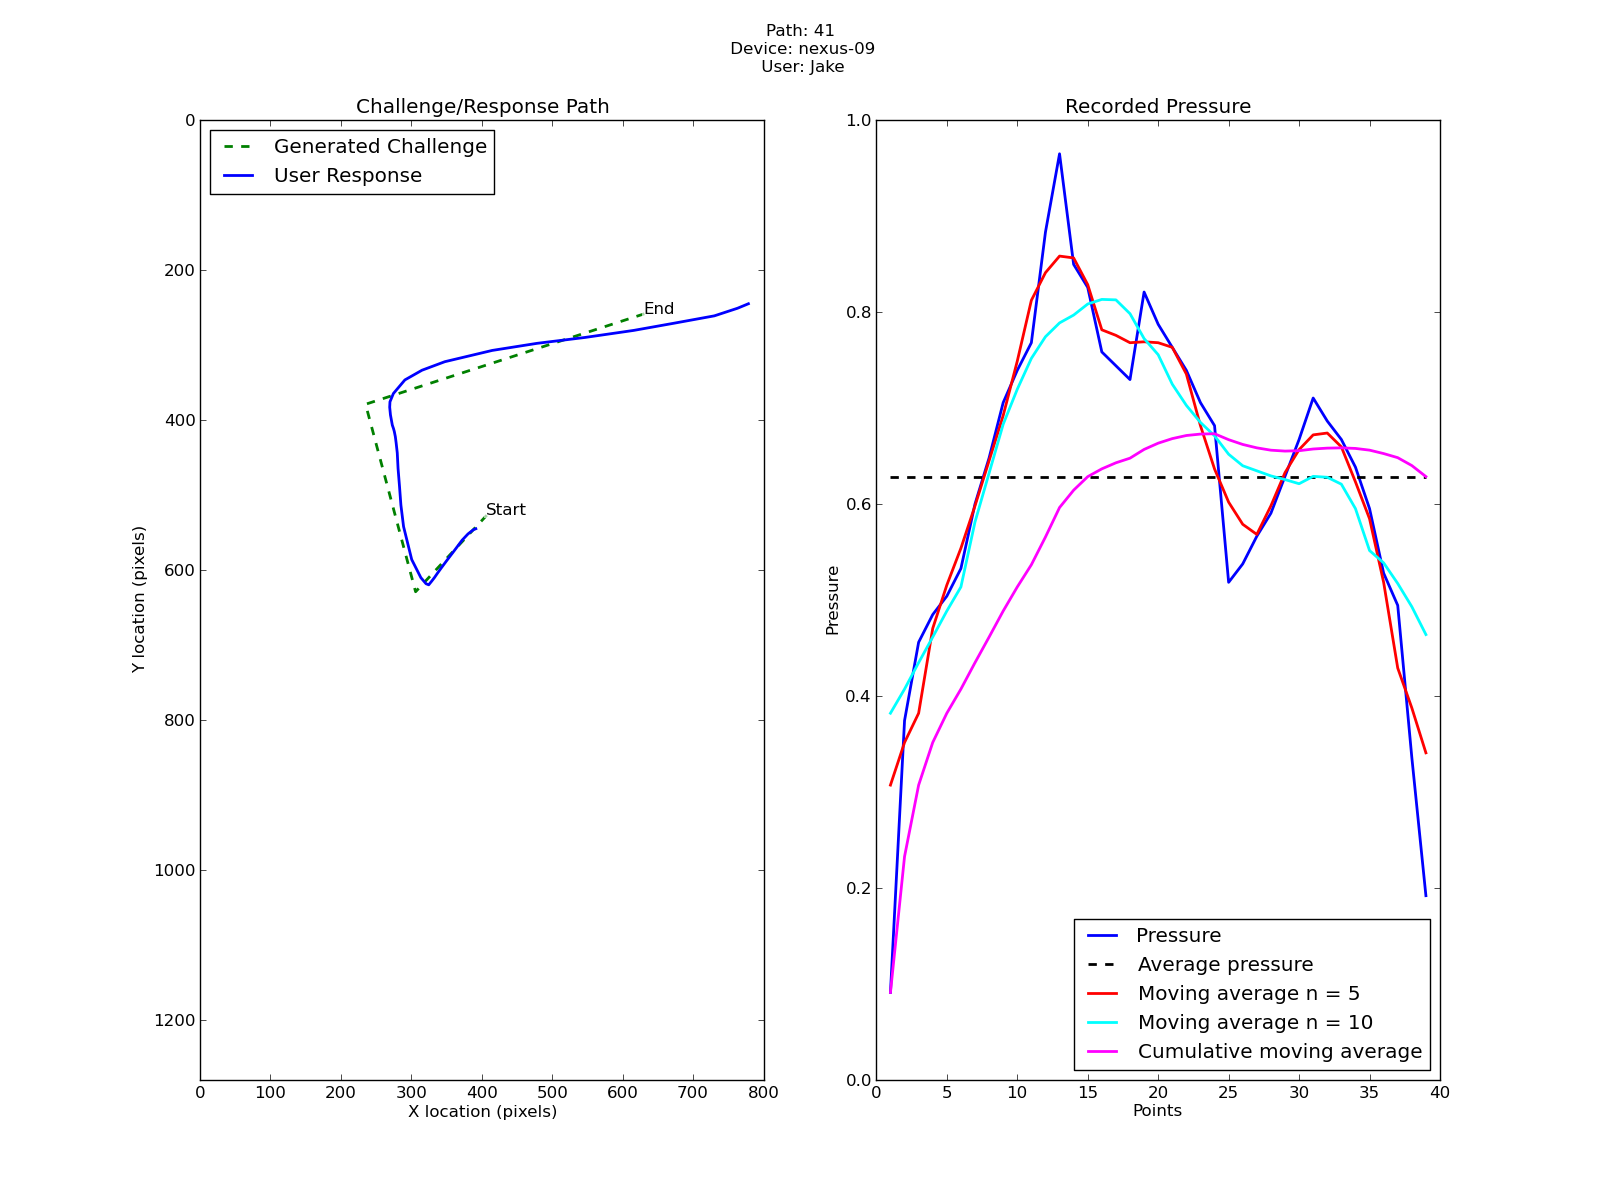 Path: 41
Device: nexus-09
User: Jake
Challenge/Response Path
Generated Challenge
User Response
0
200
400
600
800
1000
1200
Y location (pixels)
End
Start
0 100 200 300 400 500 600 700 800
X location (pixels)
Recorded Pressure
1.0
0.8
0.6
0.4
0.2
0.0
Pressure
Pressure
Average pressure
Moving average n = 5
Moving average n = 10
Cumulative moving average
0 5 10 15 20 25 30 35 40
Points